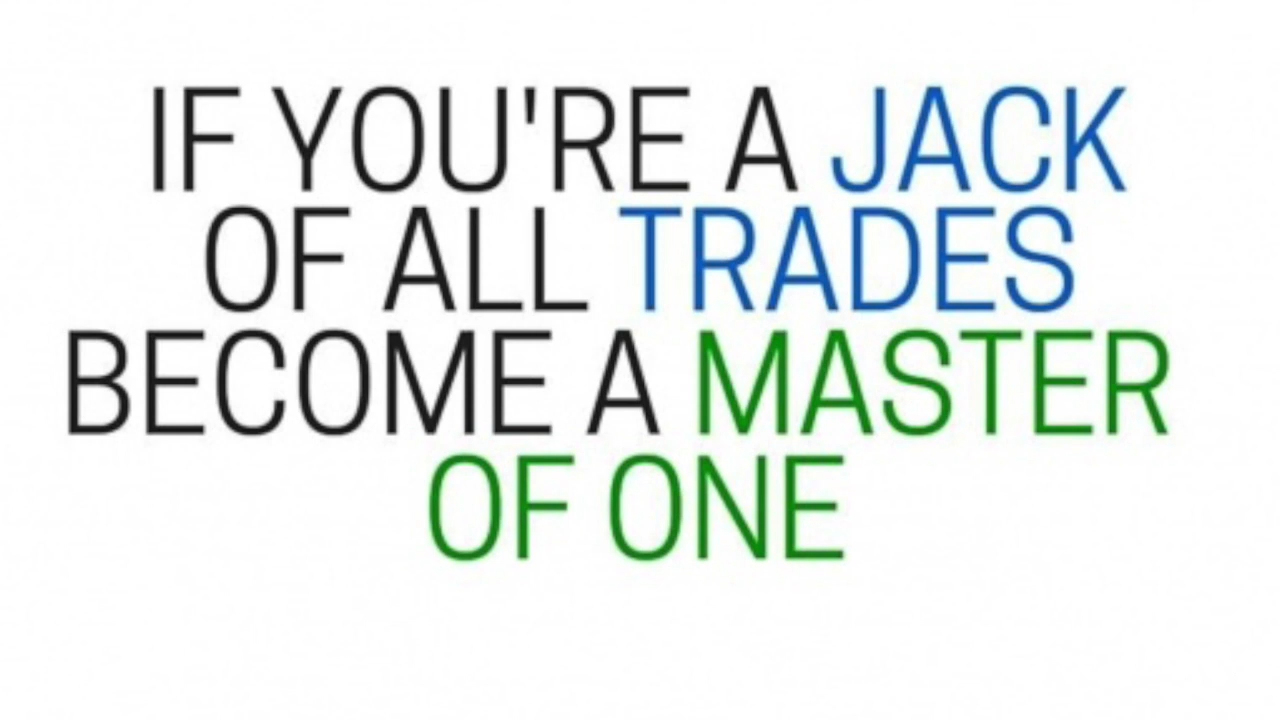 IF YOU'RE A JACK
OF ALL TRADES
BECOME A MASTER
OF ONE